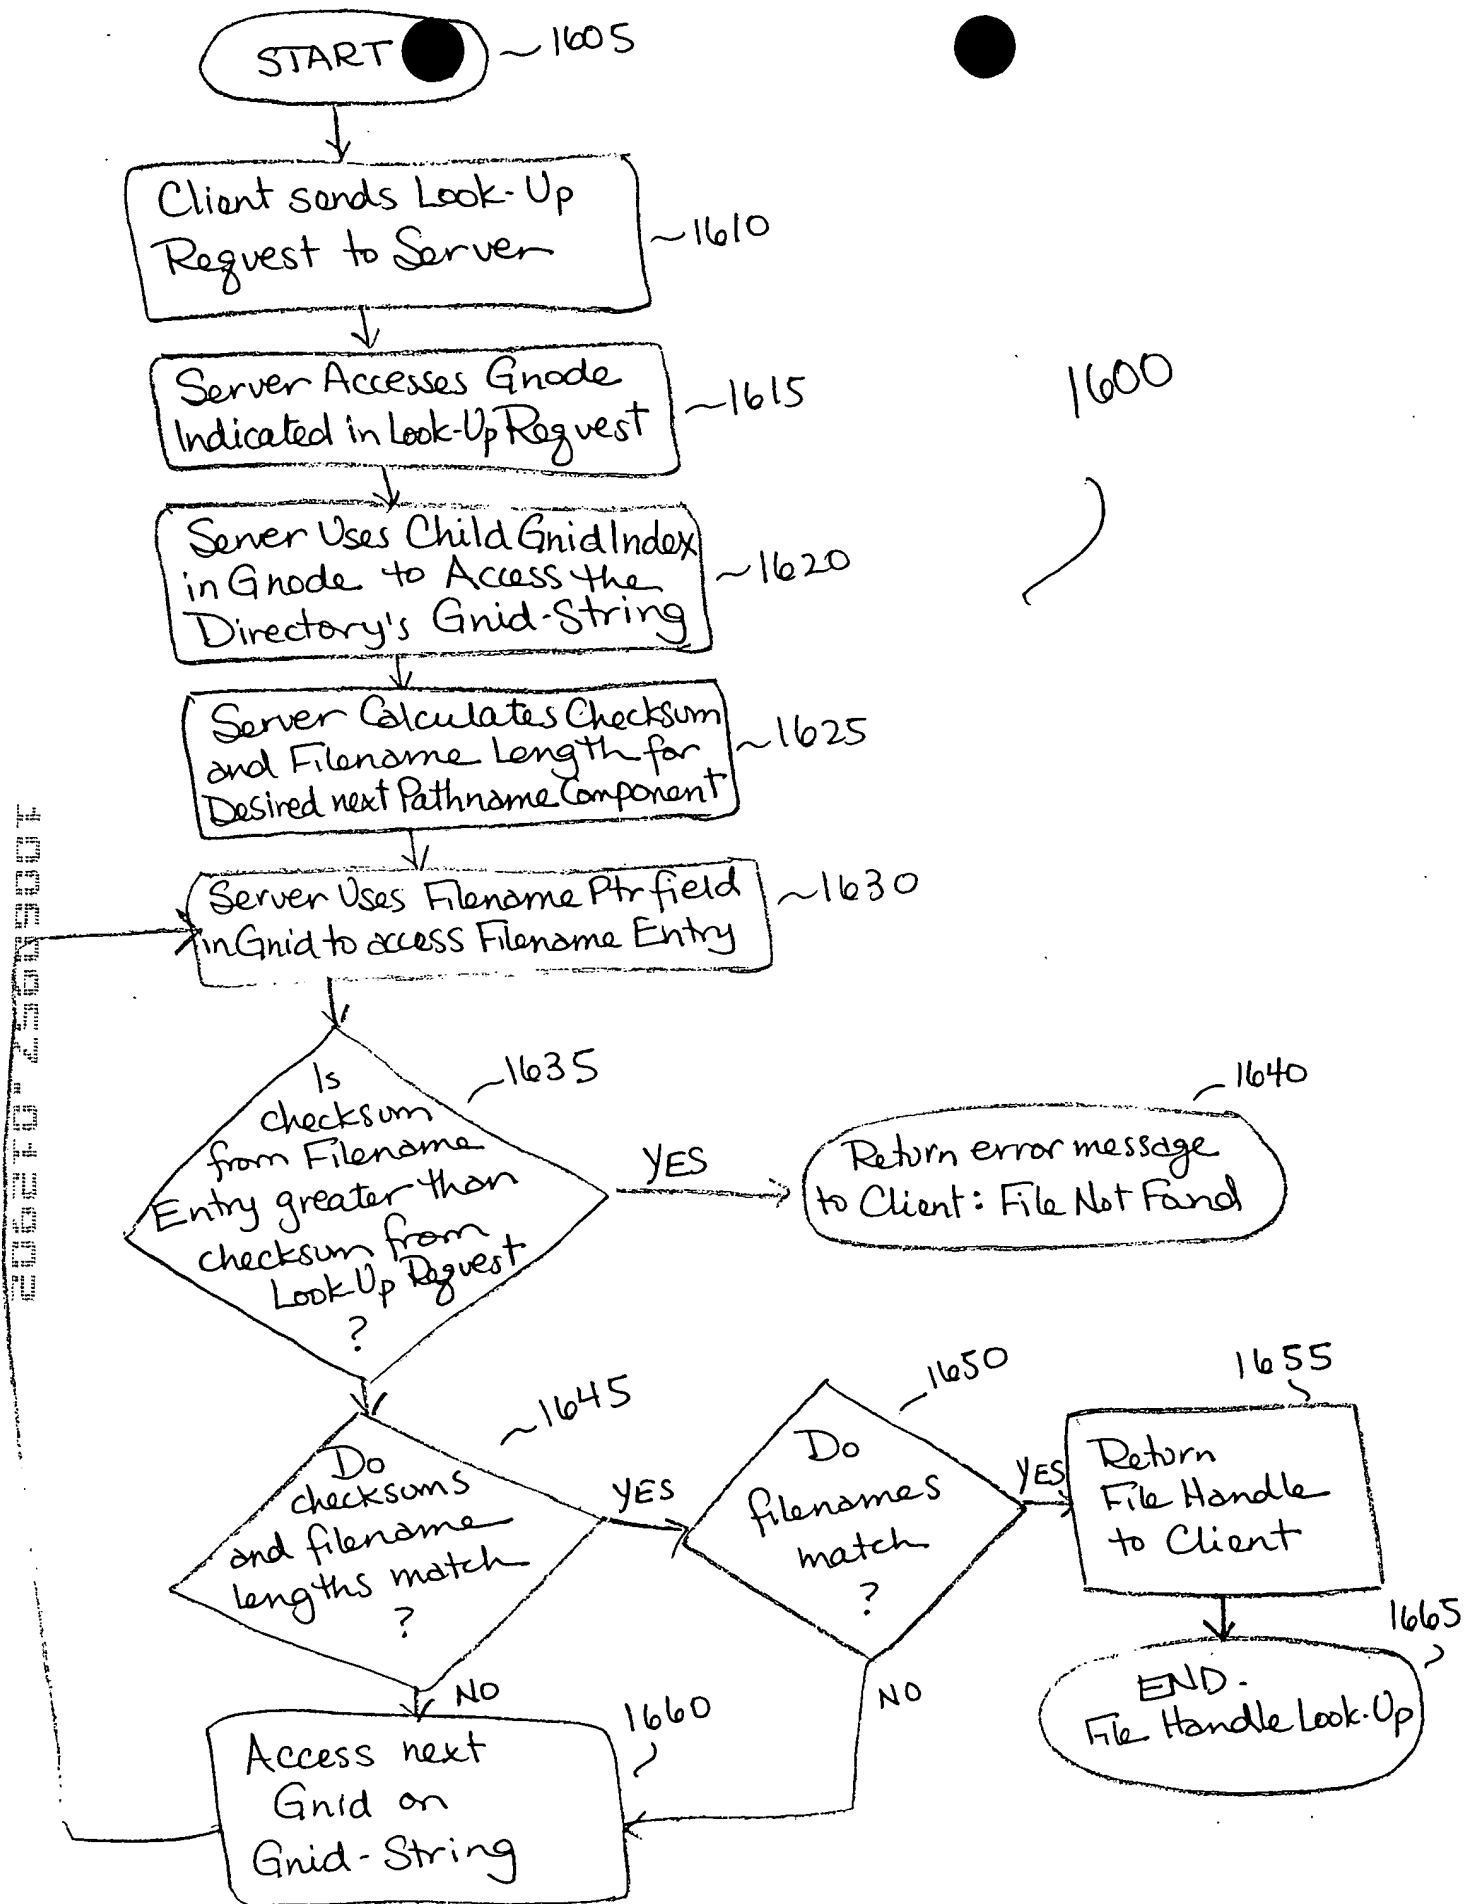 START ~1605
Client sends Look-Up
Request to Server
~1610
Server Accesses Gnode
Indicated in Look-Up Request
~1615
1600
Server Uses Child Gnid Index
in Gnode to Access the
Directory's Gnid-String
~1620
Server Calculates Checksum
and Filename Length for
Desired next Pathname Component
~1625
Server Uses Filename Ptr field
in Gnid to access Filename Entry
~1630
Is
checksum
from Filename
Entry greater than
checksum from
Look Up Request
?
1635
YES
1640
Return error message
to Client: File Not Found
Do
checksums
and filename
lengths match
?
~1645
YES
NO
1650
Do
filenames
match
?
YES
NO
1655
Return
File Handle
to Client
1665
END.
File Handle Look-Up
1660
Access next
Gnid on
Gnid-String
10060057.012902